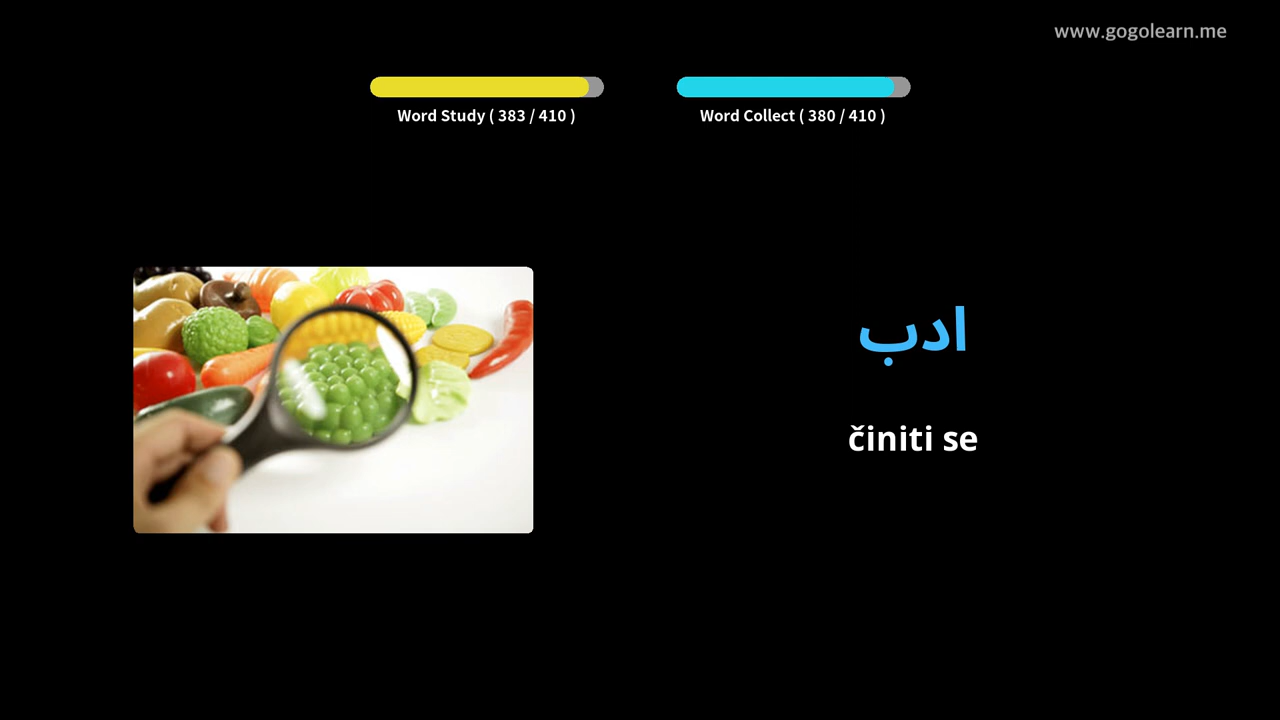 www.gogolearn.me
Word Study ( 383 / 410 )
Word Collect ( 380 / 410 )
ادب
činiti se